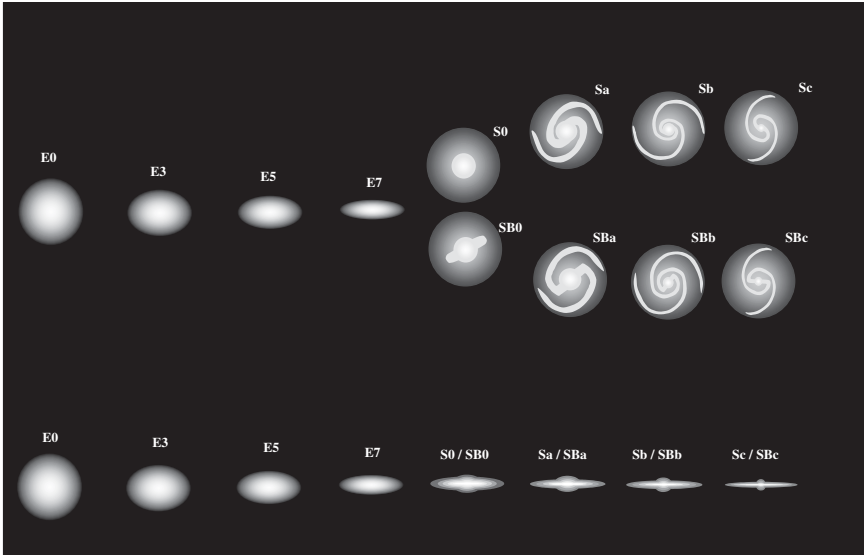 Sa
Sb
Sc
S0
E0
E3
E5
E7
SB0
SBa
SBb
SBc
E0
E3
E5
E7
S0 / SB0
Sa / SBa
Sb / SBb
Sc / SBc